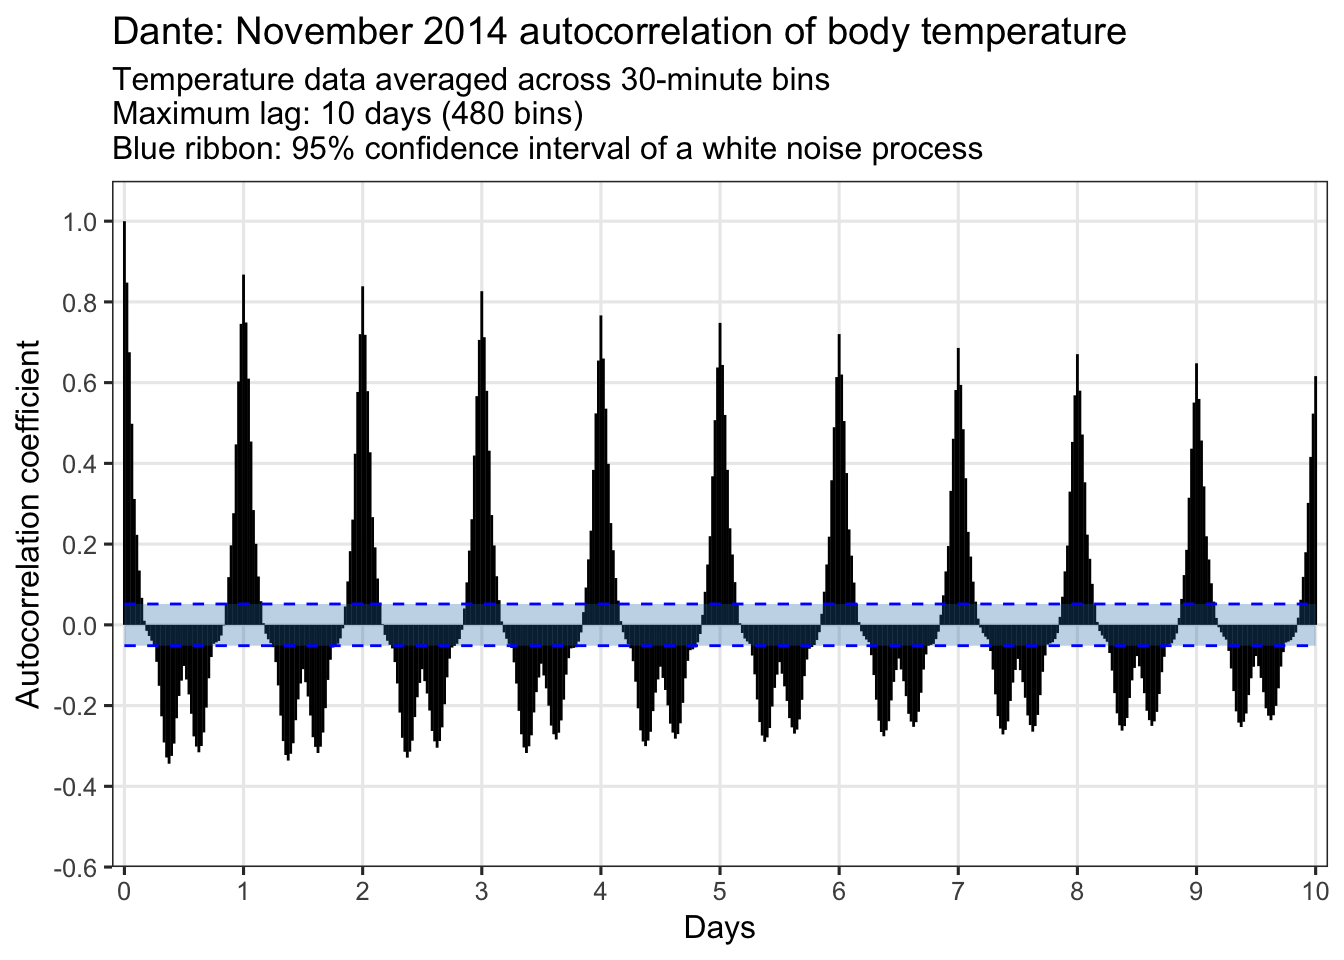 Dante: November 2014 autocorrelation of body temperature
Temperature data averaged across 30-minute bins
Maximum lag: 10 days (480 bins)
Blue ribbon: 95% confidence interval of a white noise process
Autocorrelation coefficient
1.0
0.8
0.6
0.4
0.2
0.0
-0.2
-0.4
-0.6
0 1 2 3 4 5 6 7 8 9 10
Days